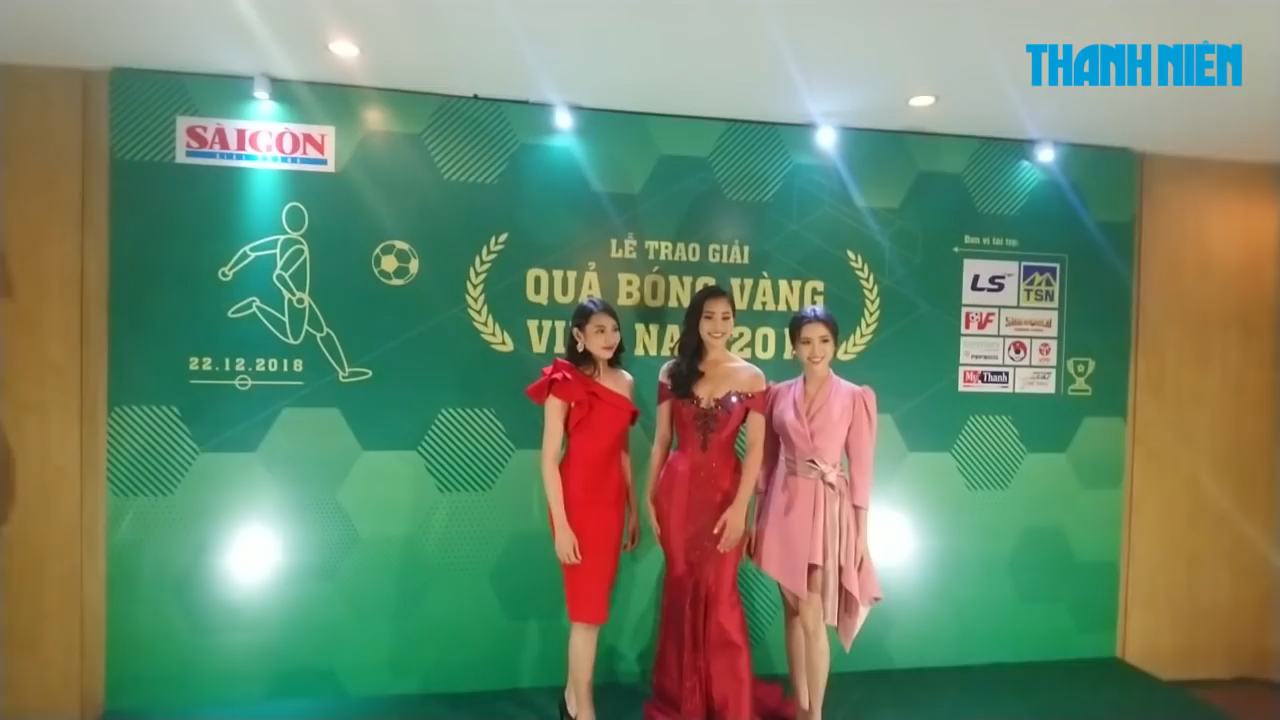 THANH NIÊN
SÀIGÒN
LỄ TRAO GIẢI
QUẢ BÓNG VÀNG
22.12.2018
Đơn vị tài trợ:
LS
TSN
Mỹ Thanh